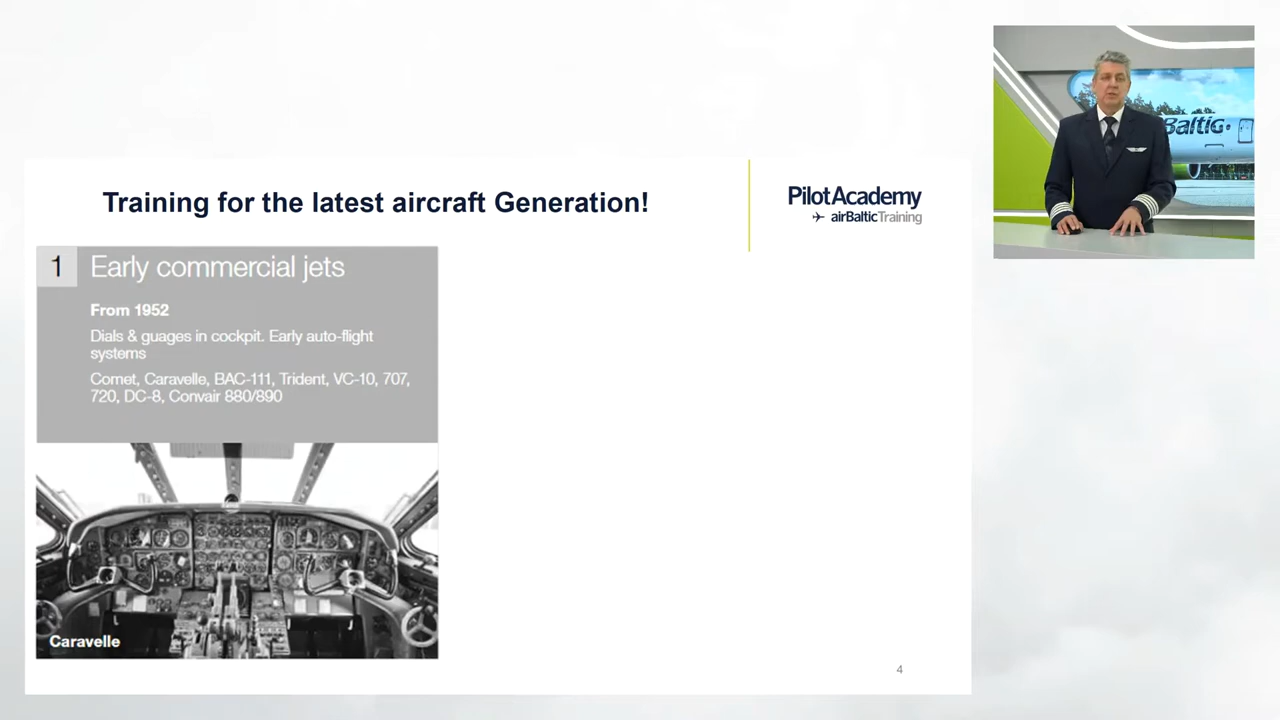 Training for the latest aircraft Generation!
PilotAcademy
airBalticTraining
1 Early commercial jets
From 1952
Dials & guages in cockpit. Early auto-flight
systems
Comet, Caravelle, BAC-111, Trident, VC-10, 707,
720, DC-8, Convair 880/890
Caravelle
4
Baltic